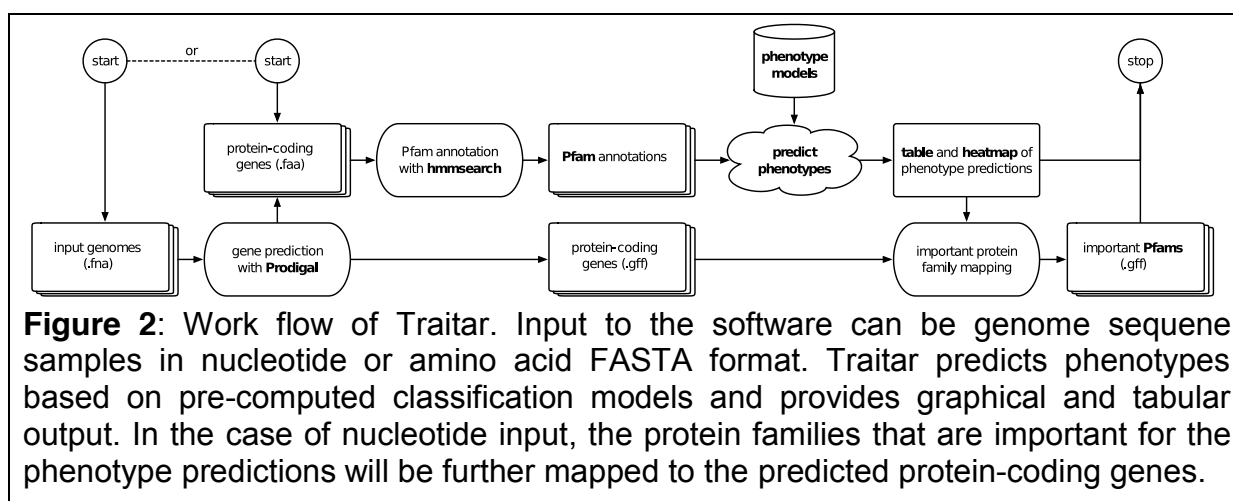 or
start
start
phenotype
models
stop
protein-coding
genes (.faa)
Pfam annotation
with hmmsearch
Pfam annotations
predict
phenotypes
table and heatmap of
phenotype predictions
input genomes
(.fna)
gene prediction
with Prodigal
protein-coding
genes (.gff)
important protein
family mapping
important Pfams
(.gff)
Figure 2: Work flow of Traitar. Input to the software can be genome sequene
samples in nucleotide or amino acid FASTA format. Traitar predicts phenotypes
based on pre-computed classification models and provides graphical and tabular
output. In the case of nucleotide input, the protein families that are important for the
phenotype predictions will be further mapped to the predicted protein-coding genes.